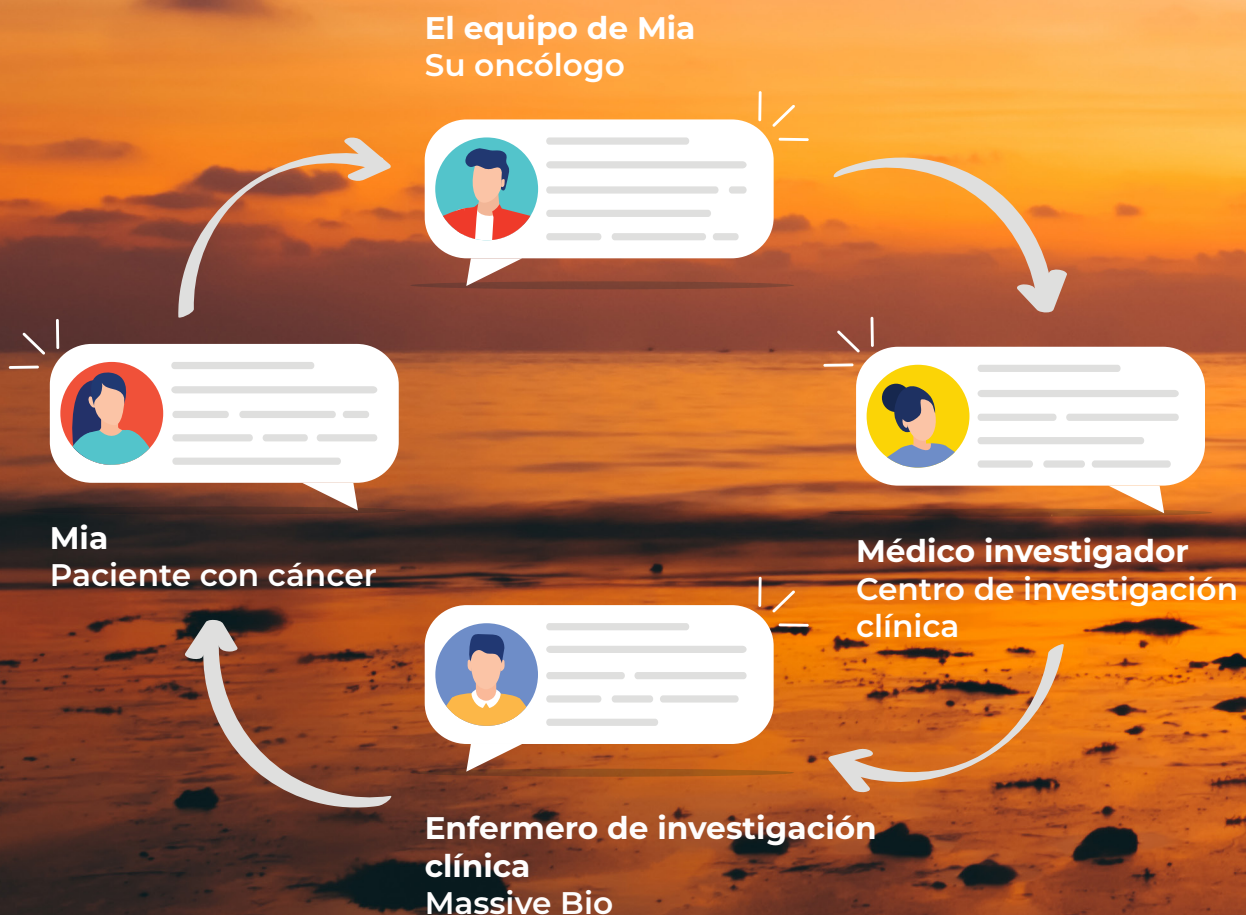 El equipo de Mia
Su oncólogo
Mia
Paciente con cáncer
Médico investigador
Centro de investigación
clínica
Enfermero de investigación
clínica
Massive Bio